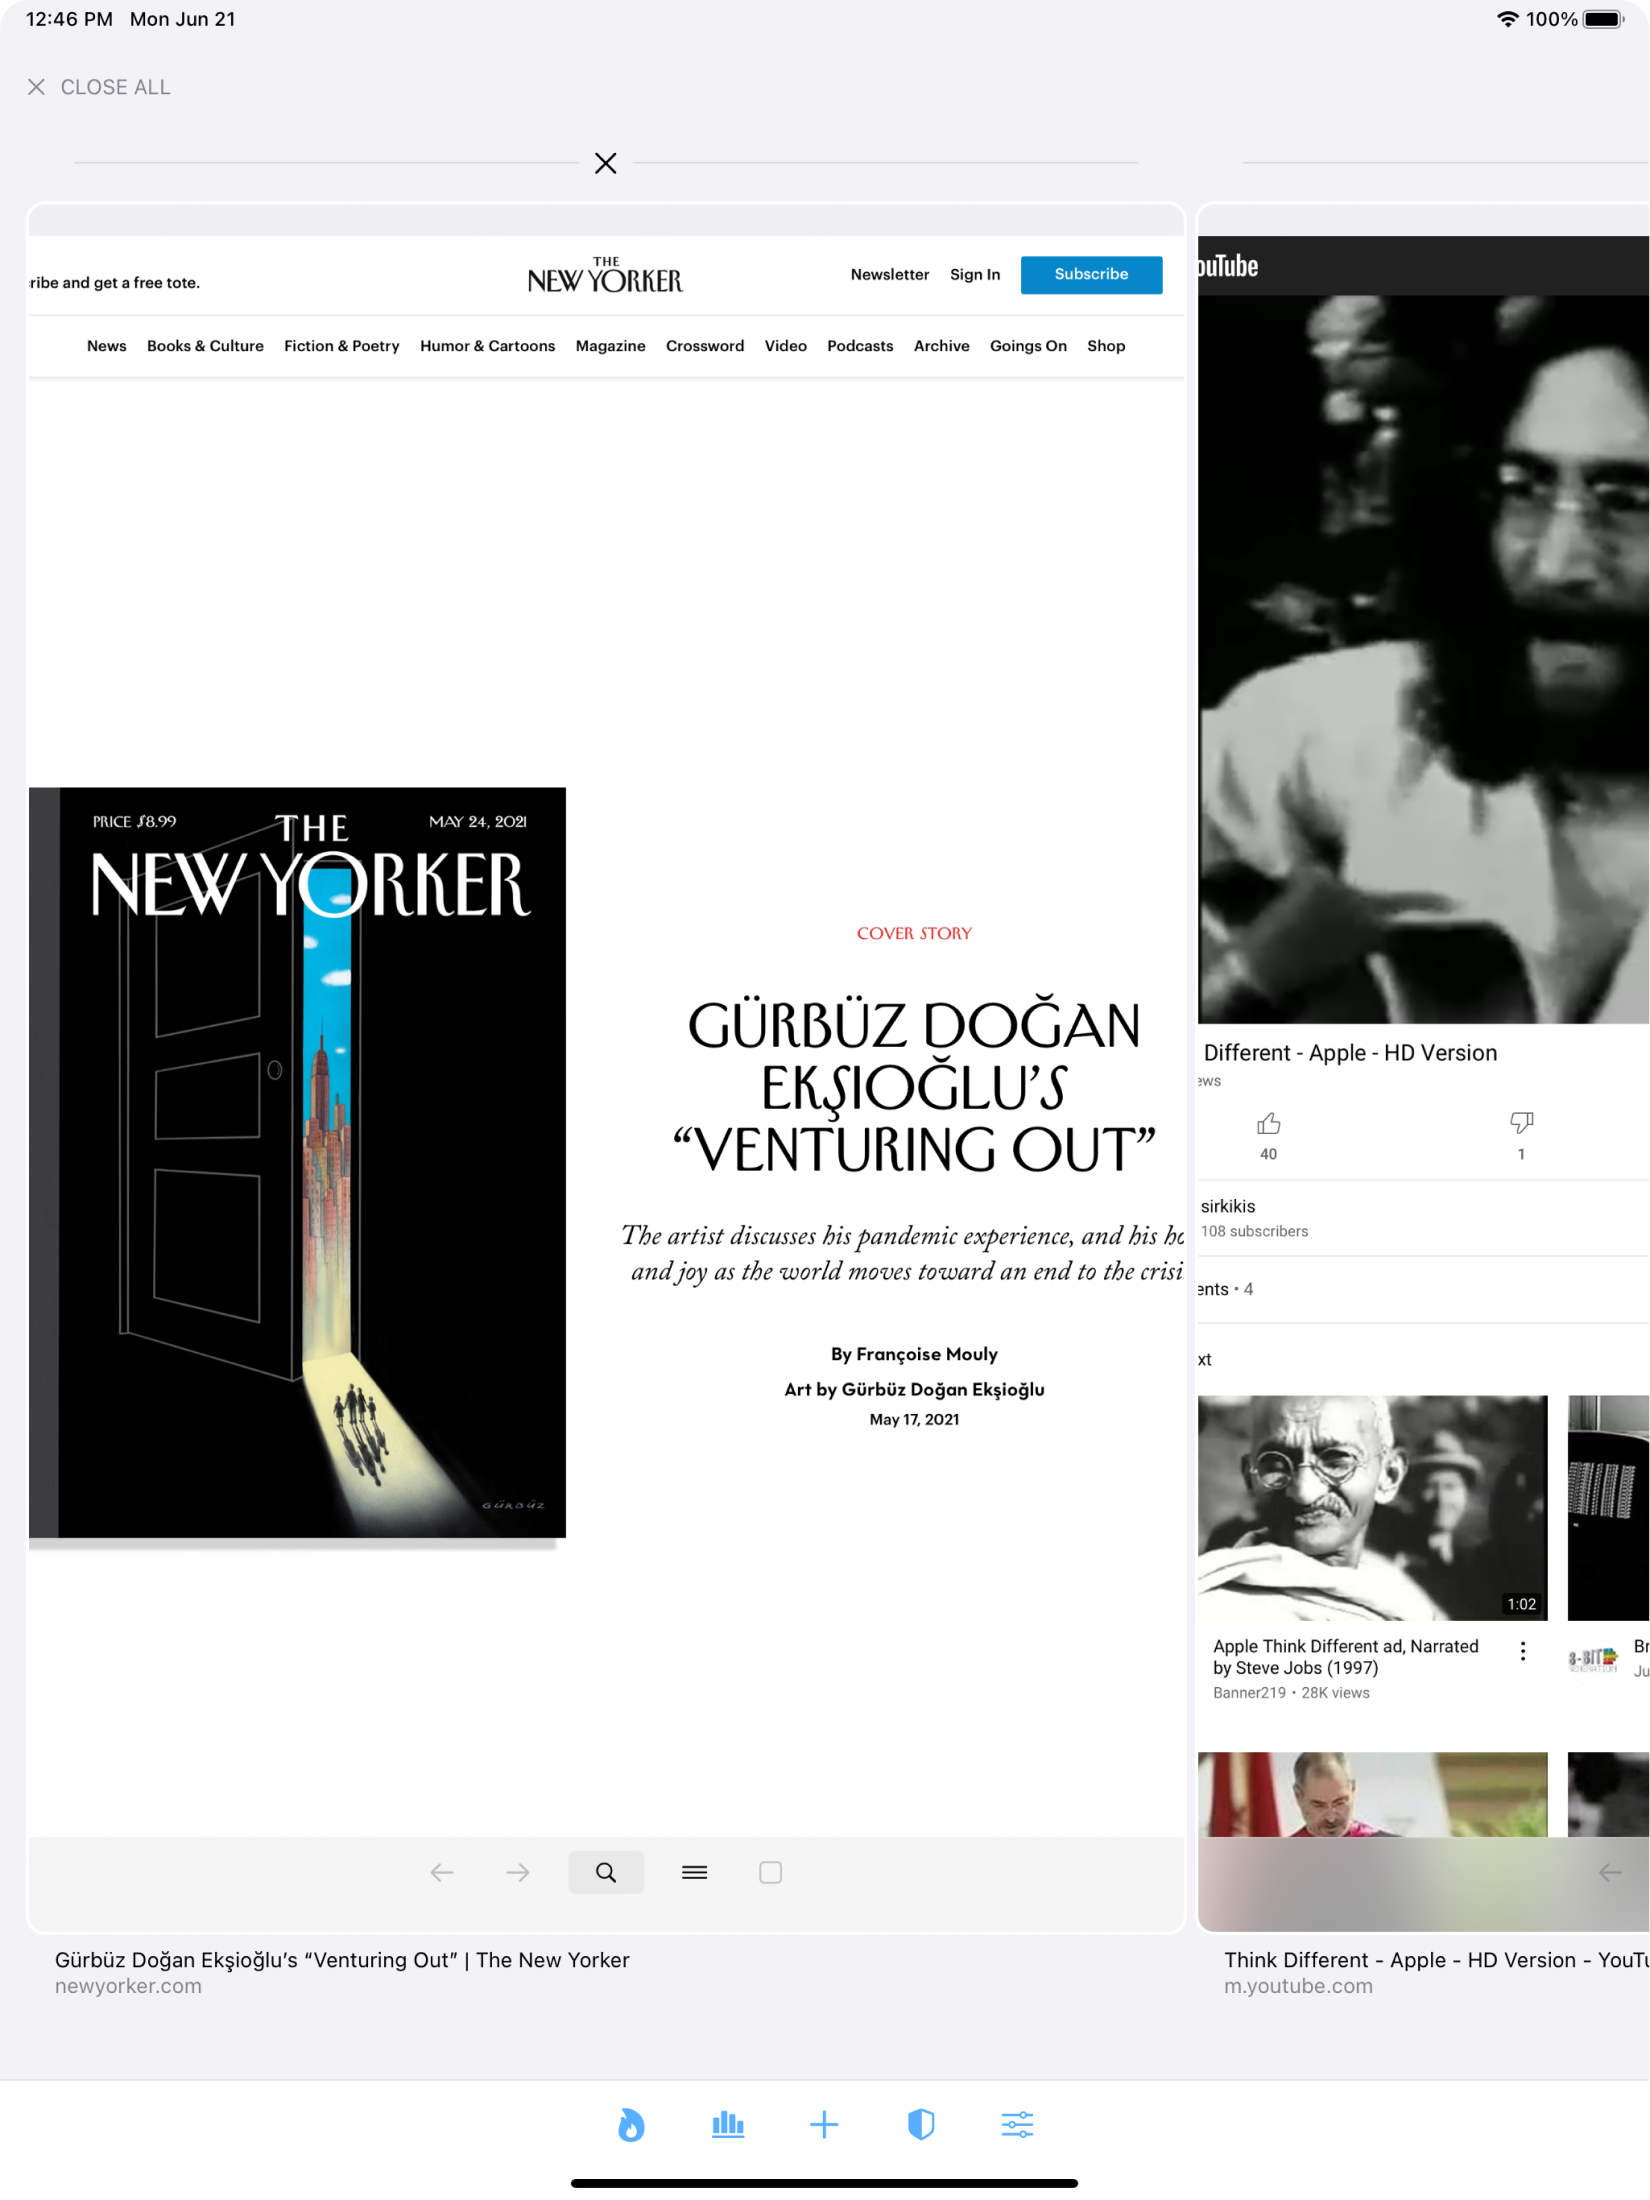 12:46 PM Mon Jun 21
100%
CLOSE ALL
ribe and get a free tote.
THE
NEW YORKER
Newsletter Sign In Subscribe
News Books & Culture Fiction & Poetry Humor & Cartoons Magazine Crossword Video Podcasts Archive Goings On Shop
PRICE $8.99
THE
MAY 24, 2021
NEW YORKER
GÜRBÜZ
COVER STORY
GÜRBÜZ DOĞAN
EKŞIOĞLU’S
“VENTURING OUT”
The artist discusses his pandemic experience, and his ho
and joy as the world moves toward an end to the crisi
By Françoise Mouly
Art by Gürbüz Doğan Ekşioğlu
May 17, 2021
Gürbüz Doğan Ekşioğlu’s “Venturing Out” | The New Yorker
newyorker.com
ouTube
Different - Apple - HD Version
ews
40
1
sirkikis
108 subscribers
ents • 4
xt
1:02
Apple Think Different ad, Narrated
by Steve Jobs (1997)
Banner219 • 28K views
8-BIT
GENERATION
Br
Ju
Think Different - Apple - HD Version - YouTu
m.youtube.com